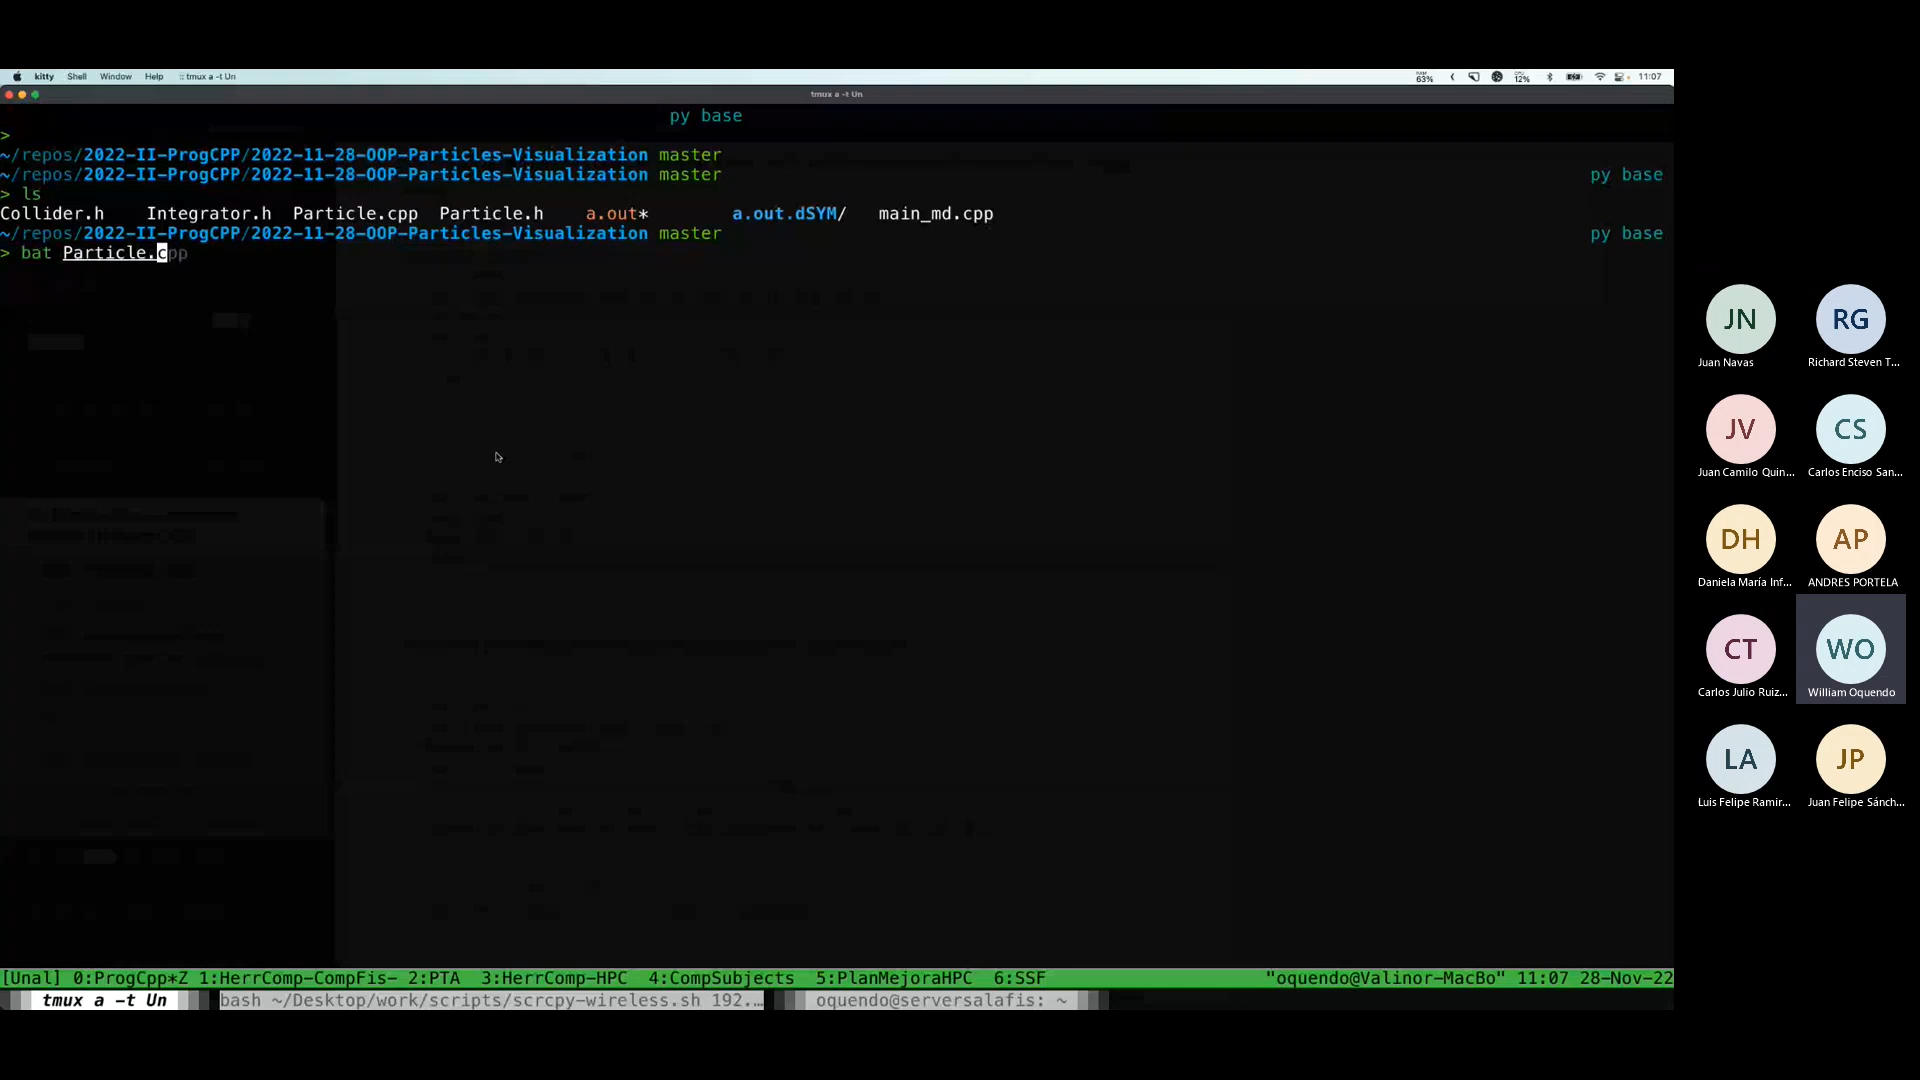 kitty Shell Window Help :: tmux a -t Un
63% 12% 11:07
tmux a -t Un
py base
>
~/repos/2022-II-ProgCPP/2022-11-28-OOP-Particles-Visualization master
~/repos/2022-II-ProgCPP/2022-11-28-OOP-Particles-Visualization master py base
> ls
Collider.h Integrator.h Particle.cpp Particle.h a.out* a.out.dSYM/ main_md.cpp
~/repos/2022-II-ProgCPP/2022-11-28-OOP-Particles-Visualization master py base
> bat Particle.cpp
[Unal] 0:ProgCpp*Z 1:HerrComp-CompFis- 2:PTA 3:HerrComp-HPC 4:CompSubjects 5:PlanMejoraHPC 6:SSF "oquendo@Valinor-MacBo" 11:07 28-Nov-22
tmux a -t Un bash ~/Desktop/work/scripts/scrcpy-wireless.sh 192.… oquendo@serversalafis: ~
JN RG
Juan Navas Richard Steven T...
JV CS
Juan Camilo Quin... Carlos Enciso San...
DH AP
Daniela María Inf... ANDRES PORTELA
CT WO
Carlos Julio Ruiz... William Oquendo
LA JP
Luis Felipe Ramir... Juan Felipe Sánch...